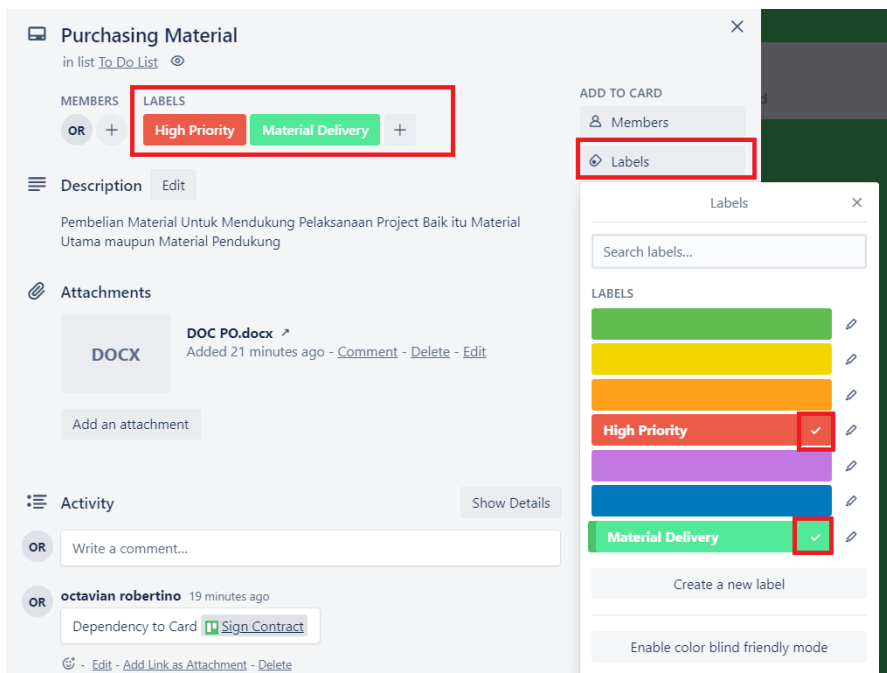 Purchasing Material
in list To Do List
MEMBERS
LABELS
OR
High Priority
Material Delivery
Description
Edit
Pembelian Material Untuk Mendukung Pelaksanaan Project Baik itu Material
Utama maupun Material Pendukung
Attachments
DOCX
DOC PO.docx
Added 21 minutes ago - Comment - Delete - Edit
Add an attachment
Activity
Show Details
OR
Write a comment...
OR
octavian robertino 19 minutes ago
Dependency to Card Sign Contract
- Edit - Add Link as Attachment - Delete
ADD TO CARD
Members
Labels
Labels
Search labels...
LABELS
High Priority
Material Delivery
Create a new label
Enable color blind friendly mode